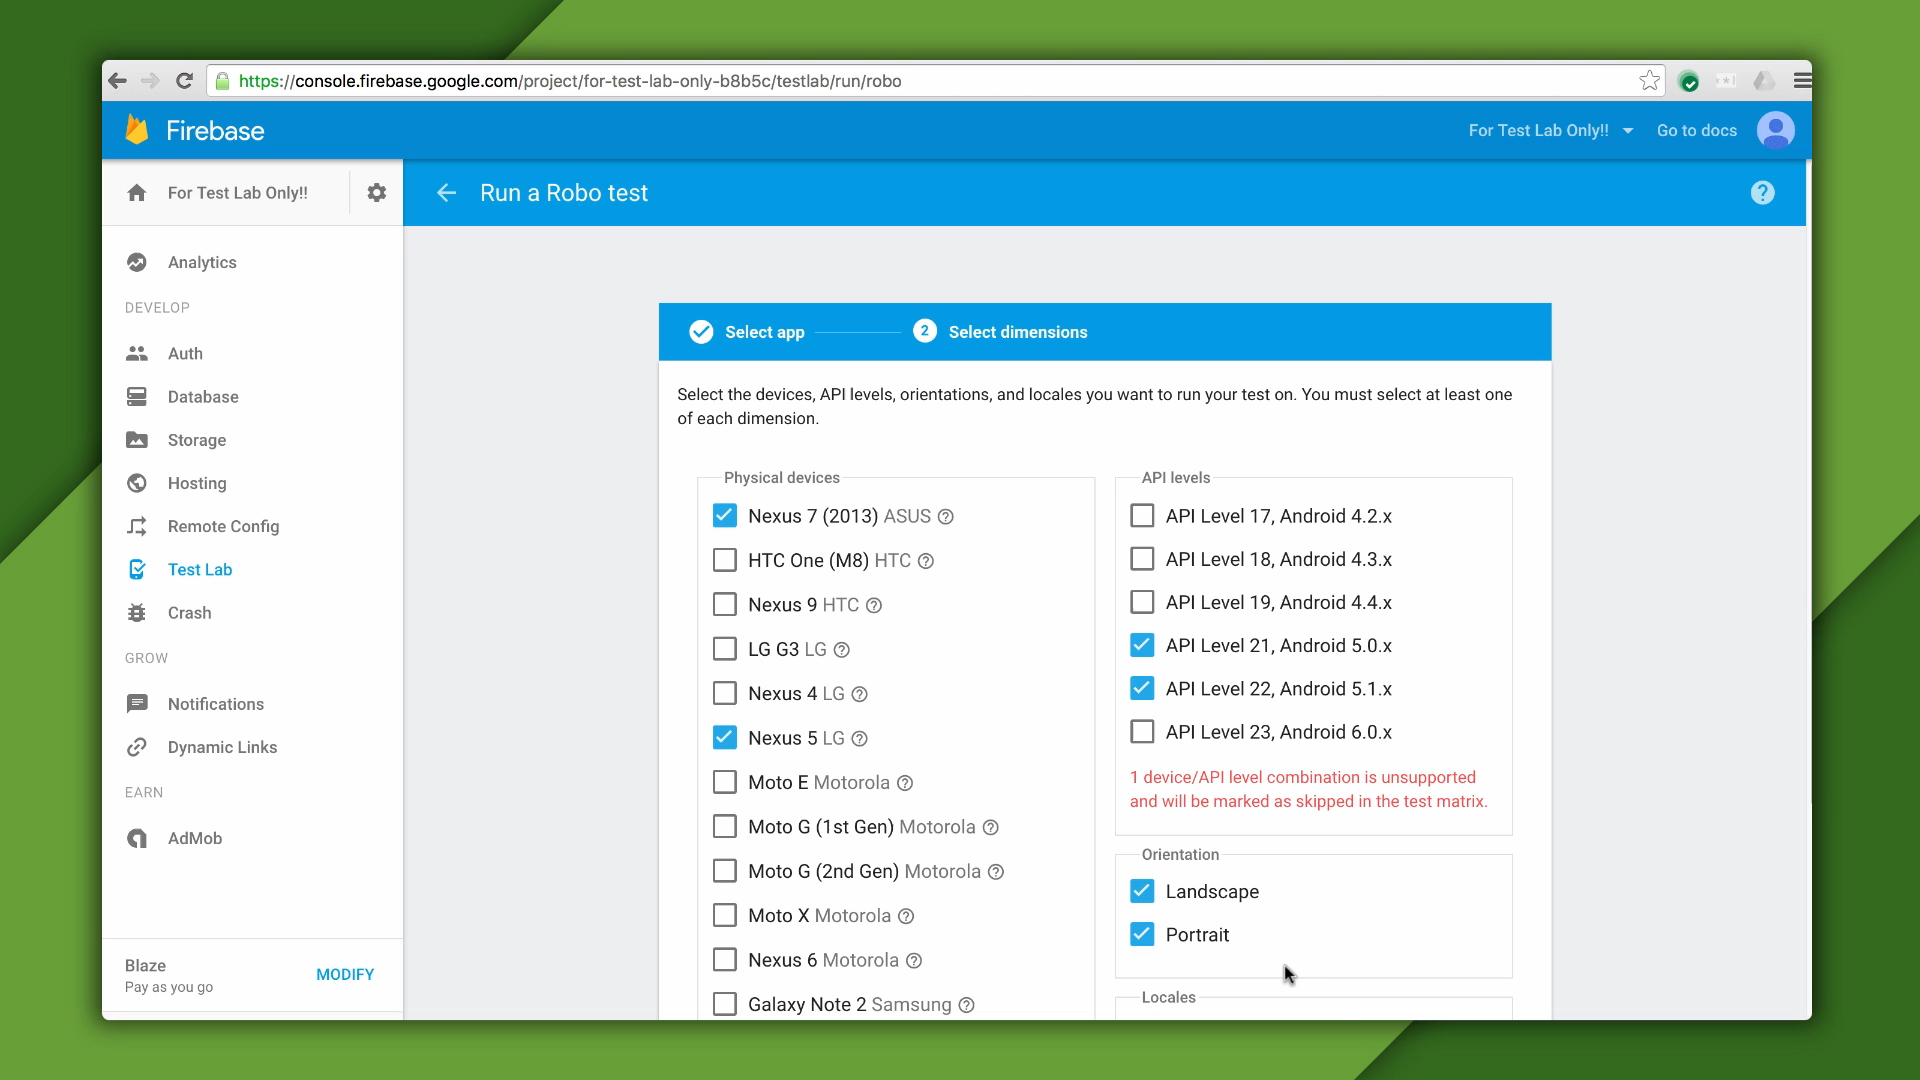 https://console.firebase.google.com/project/for-test-lab-only-b8b5c/testlab/run/robo
Firebase
For Test Lab Only!!
Go to docs
For Test Lab Only!!
Run a Robo test
?
Analytics
DEVELOP
Auth
Database
Storage
Hosting
Remote Config
Test Lab
Crash
GROW
Notifications
Dynamic Links
EARN
AdMob
Blaze
Pay as you go
MODIFY
Select app
2 Select dimensions
Select the devices, API levels, orientations, and locales you want to run your test on. You must select at least one
of each dimension.
Physical devices
Nexus 7 (2013) ASUS ?
HTC One (M8) HTC ?
Nexus 9 HTC ?
LG G3 LG ?
Nexus 4 LG ?
Nexus 5 LG ?
Moto E Motorola ?
Moto G (1st Gen) Motorola ?
Moto G (2nd Gen) Motorola ?
Moto X Motorola ?
Nexus 6 Motorola ?
Galaxy Note 2 Samsung ?
API levels
API Level 17, Android 4.2.x
API Level 18, Android 4.3.x
API Level 19, Android 4.4.x
API Level 21, Android 5.0.x
API Level 22, Android 5.1.x
API Level 23, Android 6.0.x
1 device/API level combination is unsupported
and will be marked as skipped in the test matrix.
Orientation
Landscape
Portrait
Locales